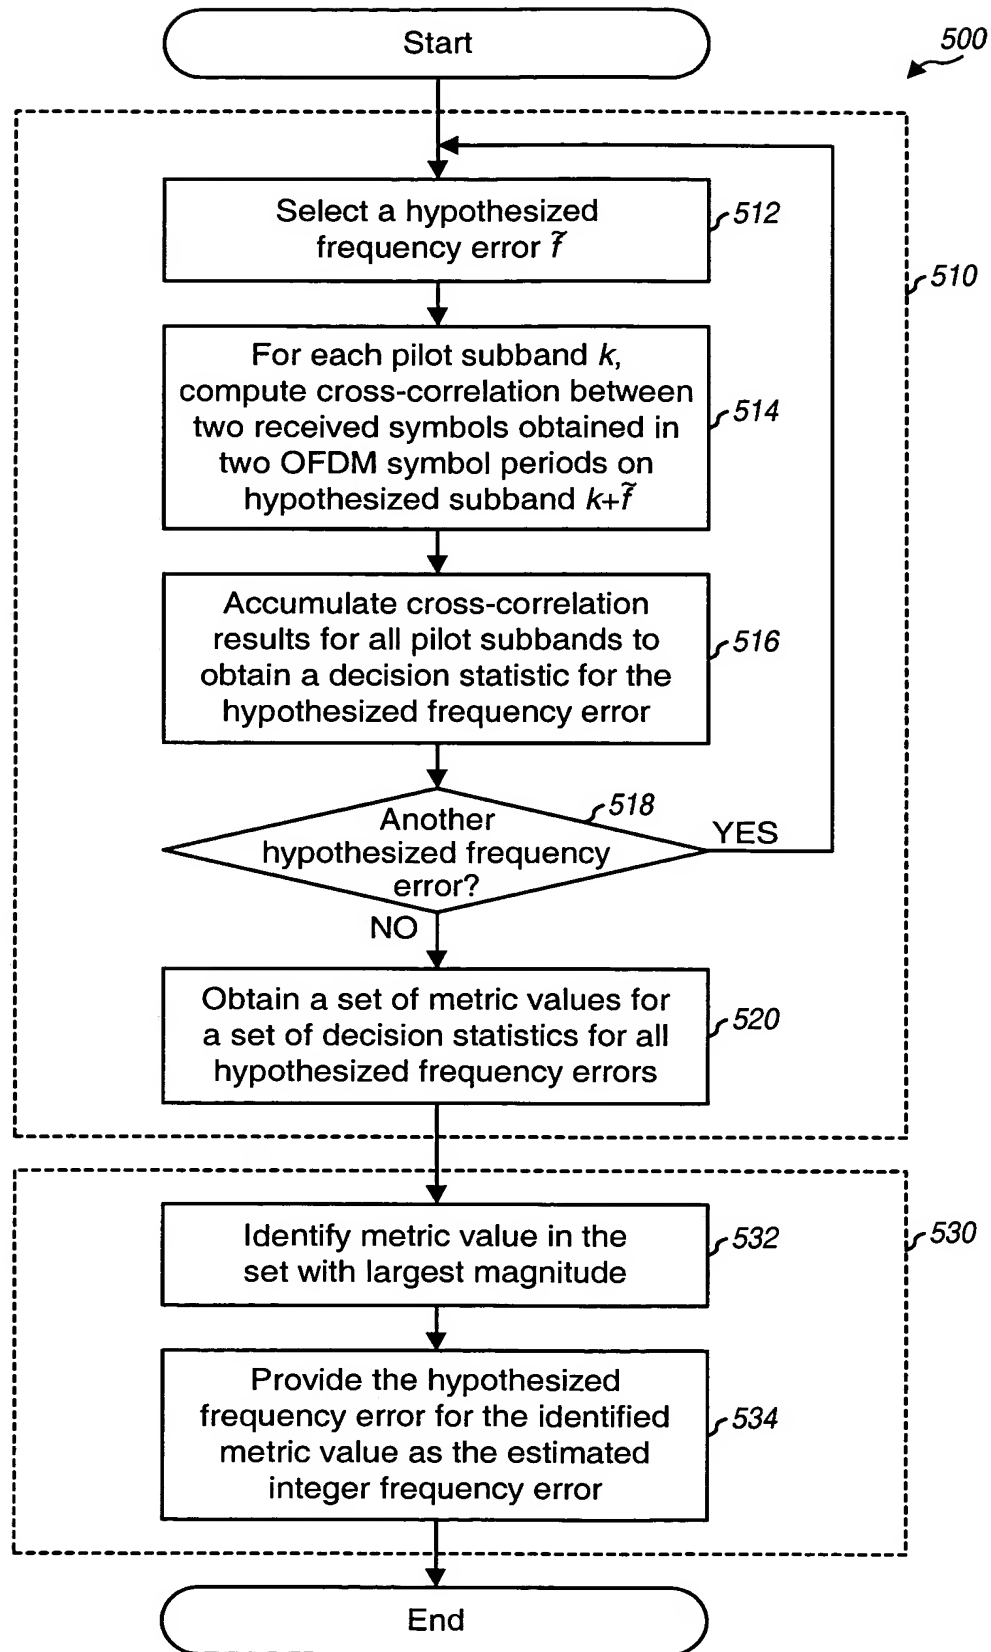 Start
500
Select a hypothesized
frequency error f̃
512
510
For each pilot subband k,
compute cross-correlation between
two received symbols obtained in
two OFDM symbol periods on
hypothesized subband k+f̃
514
Accumulate cross-correlation
results for all pilot subbands to
obtain a decision statistic for the
hypothesized frequency error
516
518
Another
hypothesized frequency
error?
YES
NO
Obtain a set of metric values for
a set of decision statistics for all
hypothesized frequency errors
520
Identify metric value in the
set with largest magnitude
532
530
Provide the hypothesized
frequency error for the identified
metric value as the estimated
integer frequency error
534
End